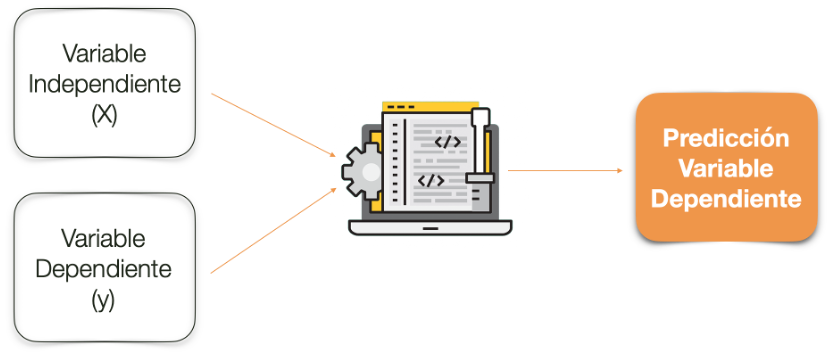 Variable
Independiente
(X)
Variable
Dependiente
(y)
</>
</>
Predicción
Variable
Dependiente